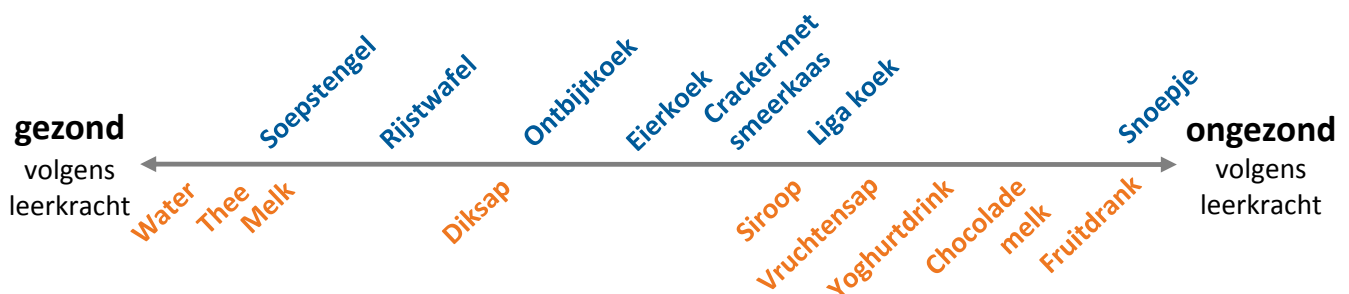 gezond
volgens
leerkracht
Soepstengel
Rijstwafel
Ontbijtkoek
Eierkoek
Cracker met
smeerkaas
Liga koek
Snoepje
ongezond
volgens
leerkracht
Water
Thee
Melk
Diksap
Siroop
Vruchtensap
Yoghurtdrink
Chocolade
melk
Fruitdrank